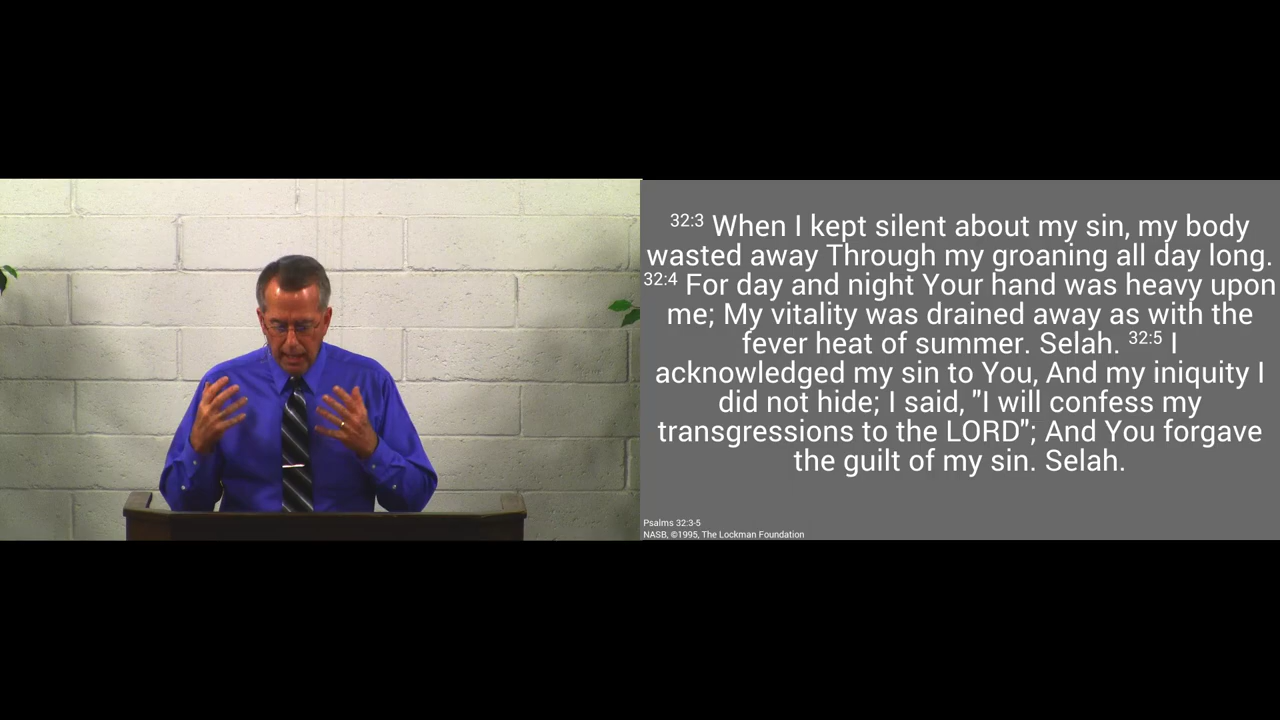 32:3 When I kept silent about my sin, my body
wasted away Through my groaning all day long.
32:4 For day and night Your hand was heavy upon
me; My vitality was drained away as with the
fever heat of summer. Selah. 32:5 I
acknowledged my sin to You, And my iniquity I
did not hide; I said, "I will confess my
transgressions to the LORD"; And You forgave
the guilt of my sin. Selah.
Psalms 32:3-5
NASB, ©1995, The Lockman Foundation